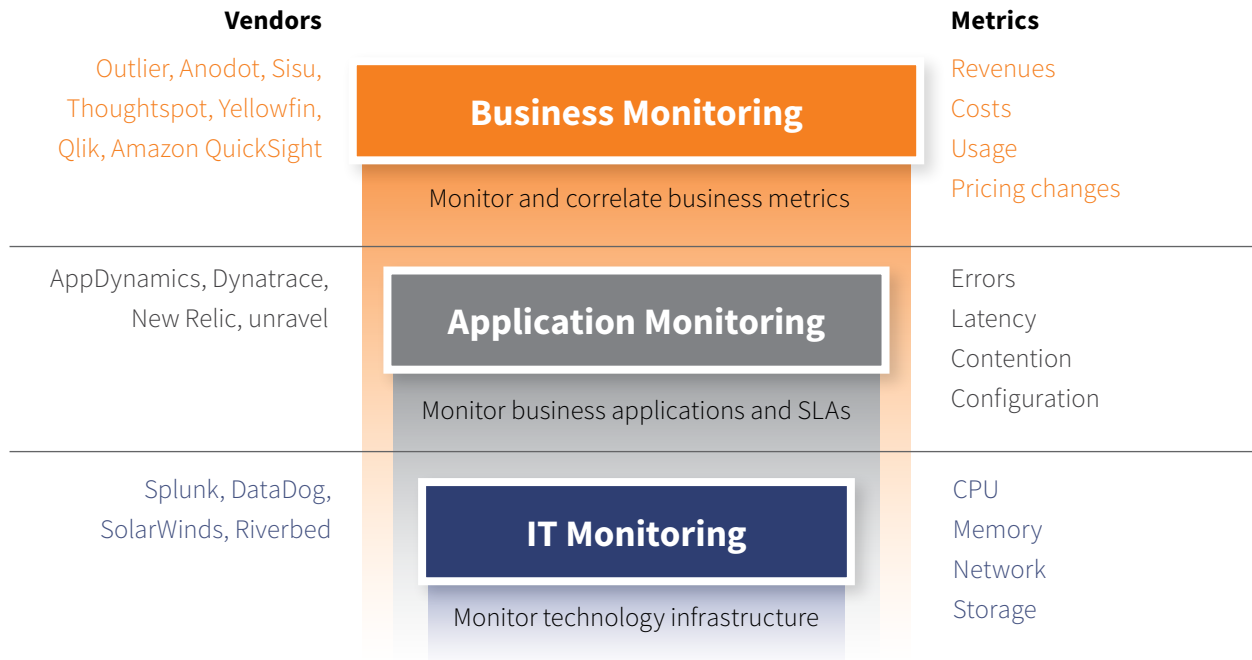 Vendors
Metrics
Outlier, Anodot, Sisu,
Thoughtspot, Yellowfin,
Qlik, Amazon QuickSight
Business Monitoring
Monitor and correlate business metrics
Revenues
Costs
Usage
Pricing changes
AppDynamics, Dynatrace,
New Relic, unravel
Application Monitoring
Monitor business applications and SLAs
Errors
Latency
Contention
Configuration
Splunk, DataDog,
SolarWinds, Riverbed
IT Monitoring
Monitor technology infrastructure
CPU
Memory
Network
Storage